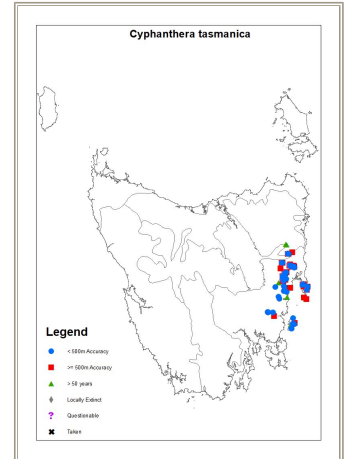 Cyphanthera tasmanica
Legend
< 500m Accuracy
>= 500m Accuracy
> 50 years
Locally Extinct
? Questionable
Taken